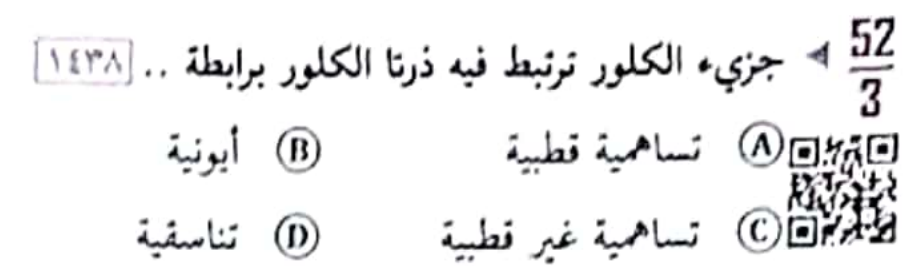 52/3 ◄ جزيء الكلور ترتبط فيه ذرتا الكلور برابطة .. ١٤٣٨
A تساهمية قطبية B أيونية
C تساهمية غير قطبية D تناسقية